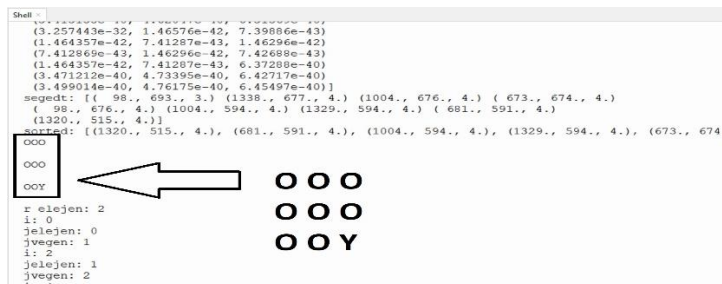 Shell ×
(3.257443e-32, 1.46576e-42, 7.39886e-43)
(1.464357e-42, 7.41287e-43, 1.46296e-42)
(7.412869e-43, 1.46296e-42, 7.42688e-43)
(1.464357e-42, 7.41287e-43, 6.37288e-40)
(3.471212e-40, 4.73395e-40, 6.42717e-40)
(3.499014e-40, 4.76175e-40, 6.45497e-40)]
segedt: [( 98., 693., 3.) (1338., 677., 4.) (1004., 676., 4.) ( 673., 674., 4.)
( 98., 676., 4.) (1004., 594., 4.) (1329., 594., 4.) ( 681., 591., 4.)
(1320., 515., 4.)]
sorted: [(1320., 515., 4.), (681., 591., 4.), (1004., 594., 4.), (1329., 594., 4.), (673., 674
OOO
OOO
OOY
O O O
O O O
O O Y
r elejen: 2
i: 0
jelejen: 0
jvegen: 1
i: 2
jelejen: 1
jvegen: 2